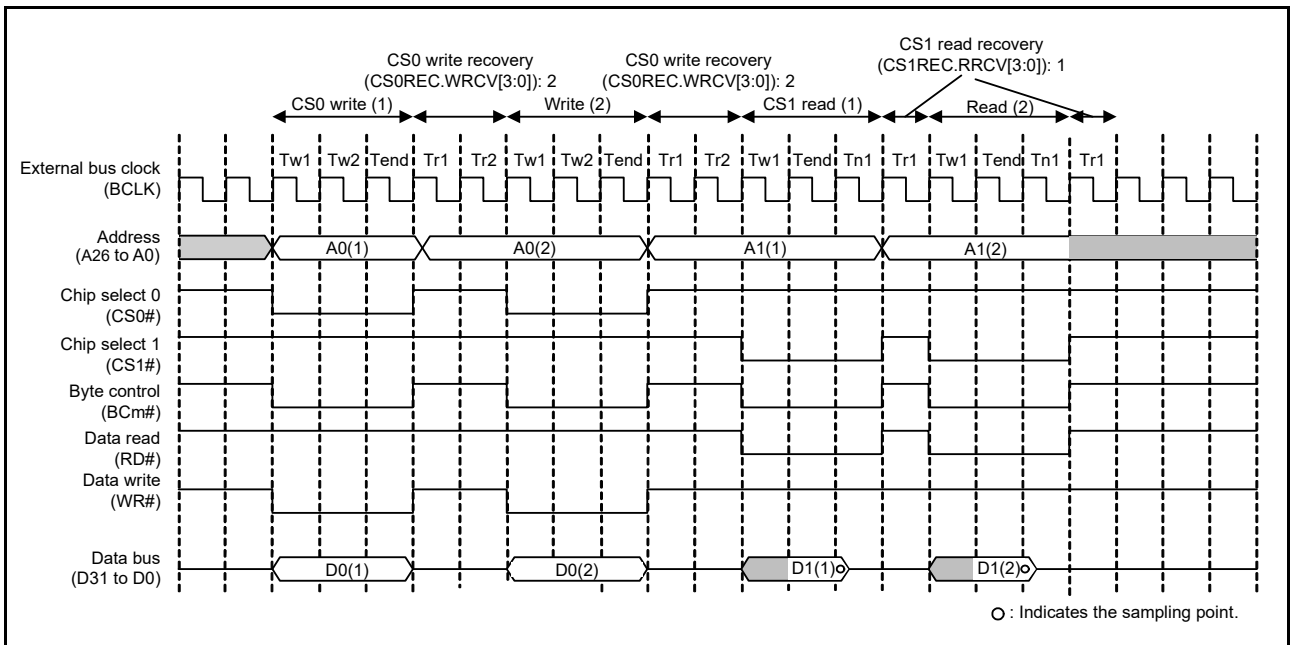 CS1 read recovery
(CS1REC.RRCV[3:0]): 1
CS0 write recovery
(CS0REC.WRCV[3:0]): 2
CS0 write recovery
(CS0REC.WRCV[3:0]): 2
CS0 write (1)
Write (2)
CS1 read (1)
Read (2)
External bus clock
(BCLK)
Tw1 Tw2 Tend Tr1 Tr2 Tw1 Tw2 Tend Tr1 Tr2 Tw1 Tend Tn1 Tr1 Tw1 Tend Tn1 Tr1
Address
(A26 to A0)
A0(1) A0(2) A1(1) A1(2)
Chip select 0
(CS0#)
Chip select 1
(CS1#)
Byte control
(BCm#)
Data read
(RD#)
Data write
(WR#)
Data bus
(D31 to D0)
D0(1) D0(2) D1(1) D1(2)
: Indicates the sampling point.